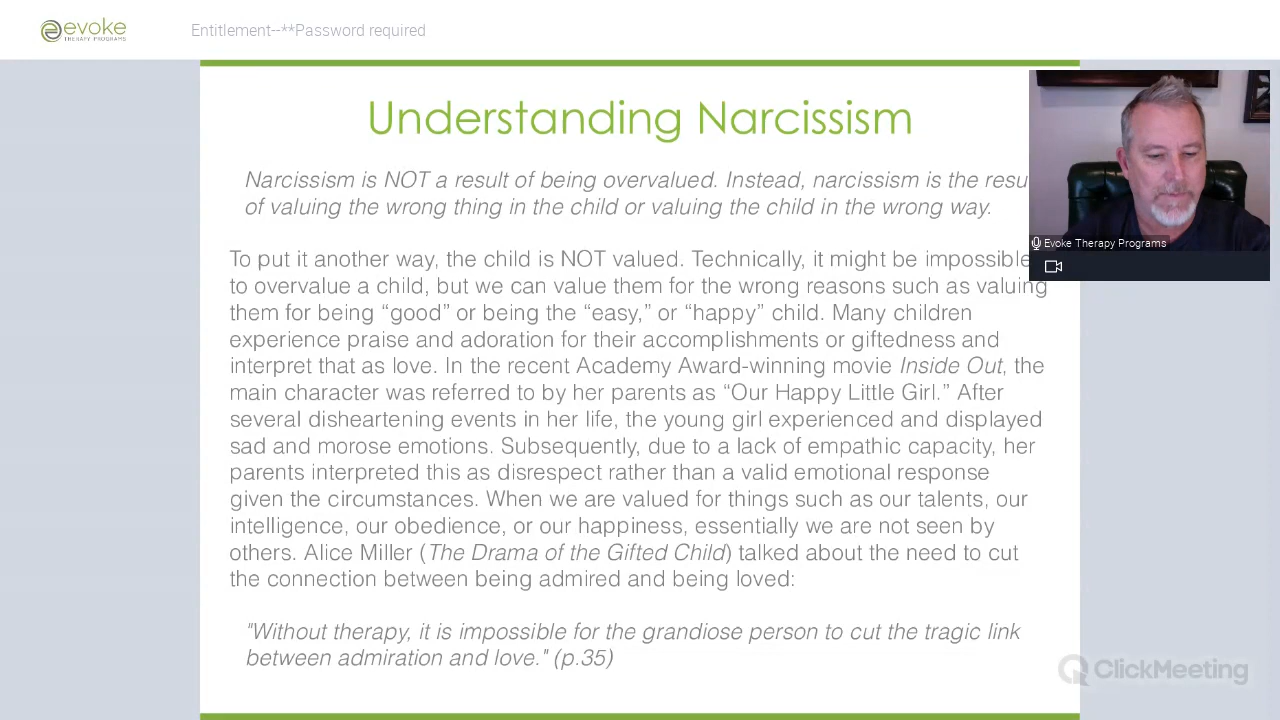 evoke
THERAPY PROGRAMS
Entitlement--**Password required
Understanding Narcissism
Narcissism is NOT a result of being overvalued. Instead, narcissism is the resu
of valuing the wrong thing in the child or valuing the child in the wrong way.
To put it another way, the child is NOT valued. Technically, it might be impossible
to overvalue a child, but we can value them for the wrong reasons such as valuing
them for being “good” or being the “easy,” or “happy” child. Many children
experience praise and adoration for their accomplishments or giftedness and
interpret that as love. In the recent Academy Award-winning movie Inside Out, the
main character was referred to by her parents as “Our Happy Little Girl.” After
several disheartening events in her life, the young girl experienced and displayed
sad and morose emotions. Subsequently, due to a lack of empathic capacity, her
parents interpreted this as disrespect rather than a valid emotional response
given the circumstances. When we are valued for things such as our talents, our
intelligence, our obedience, or our happiness, essentially we are not seen by
others. Alice Miller (The Drama of the Gifted Child) talked about the need to cut
the connection between being admired and being loved:
"Without therapy, it is impossible for the grandiose person to cut the tragic link
between admiration and love." (p.35)
Evoke Therapy Programs
ClickMeeting